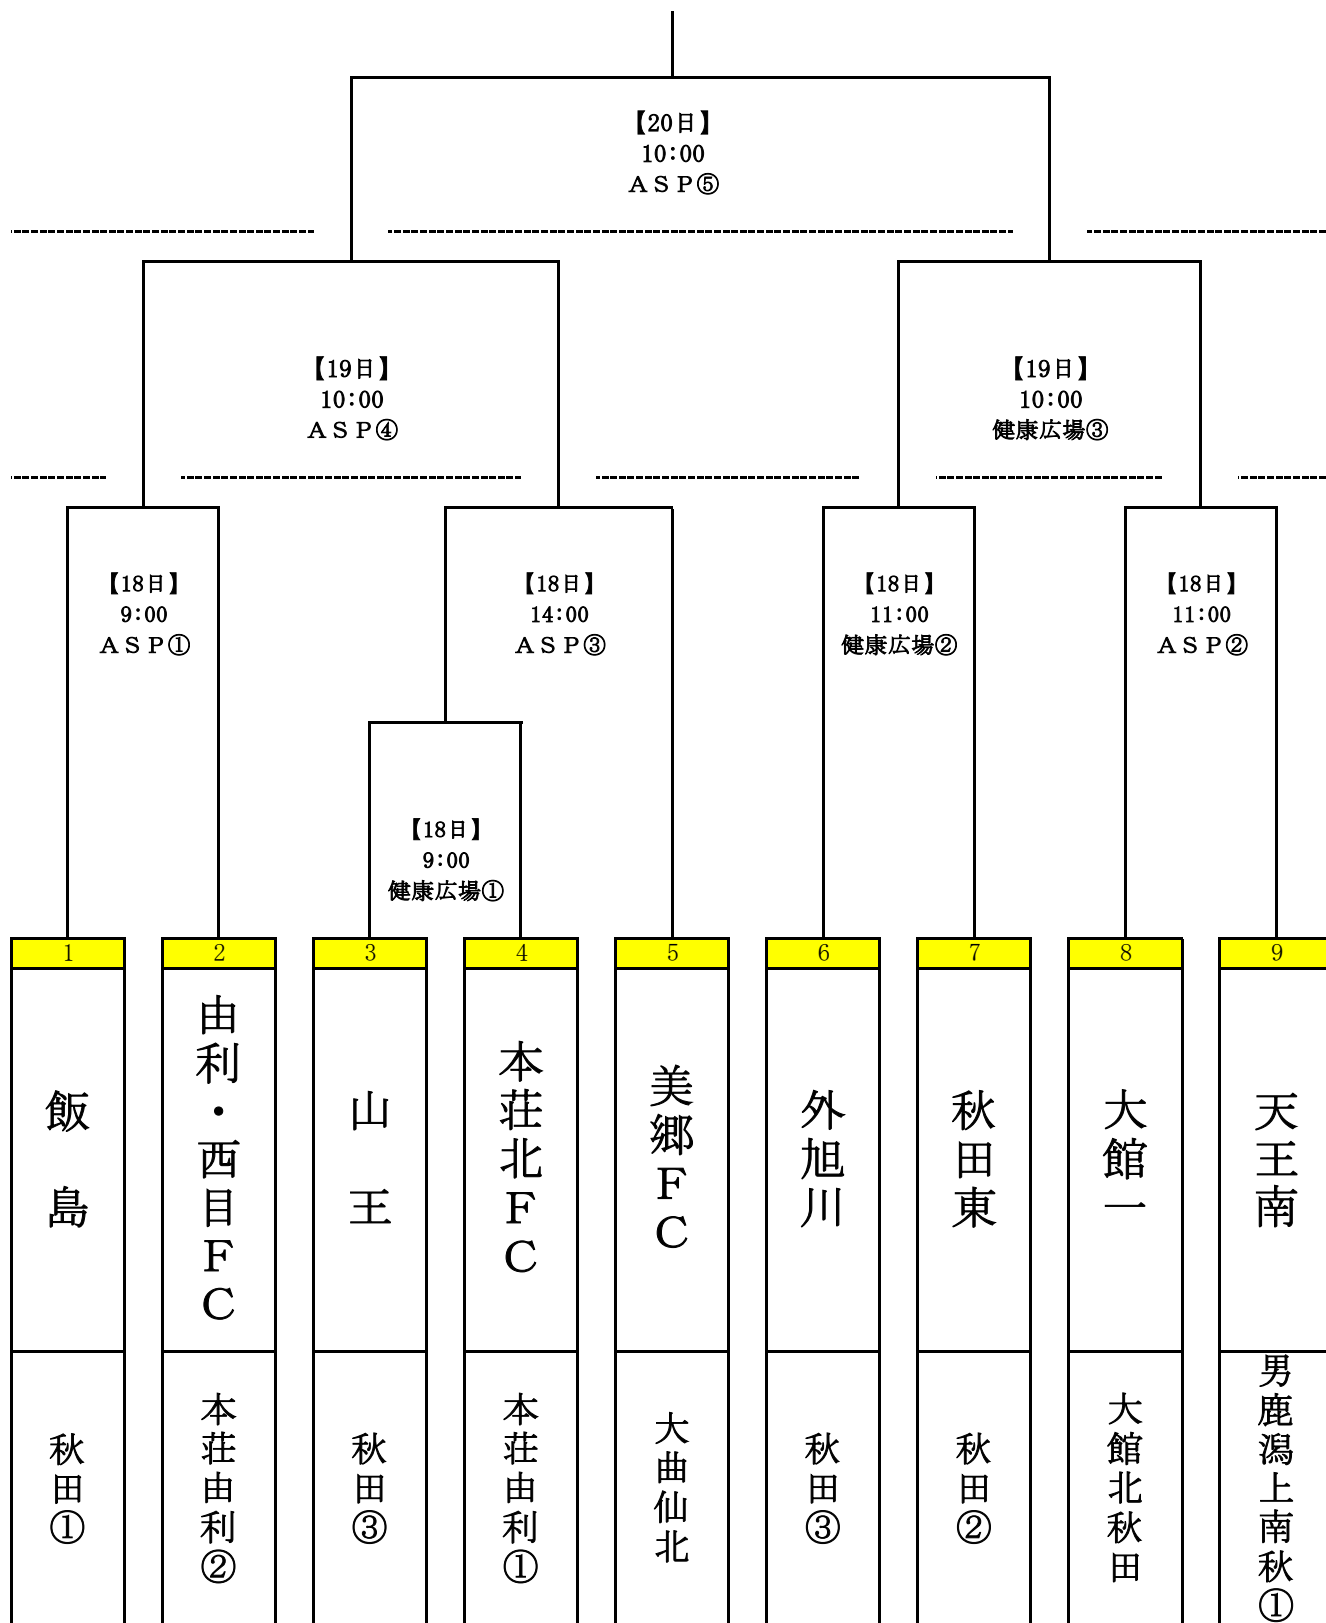 【20日】
10:00
ＡＳＰ⑤
【19日】
10:00
ＡＳＰ④
【19日】
10:00
健康広場③
【18日】
9:00
ＡＳＰ①
【18日】
14:00
ＡＳＰ③
【18日】
11:00
健康広場②
【18日】
11:00
ＡＳＰ②
【18日】
9:00
健康広場①
1
2
3
4
5
6
7
8
9
飯島
由利・西目ＦＣ
山王
本荘北ＦＣ
美郷ＦＣ
外旭川
秋田東
大館一
天王南
秋田①
本荘由利②
秋田③
本荘由利①
大曲仙北
秋田③
秋田②
大館北秋田
男鹿潟上南秋①